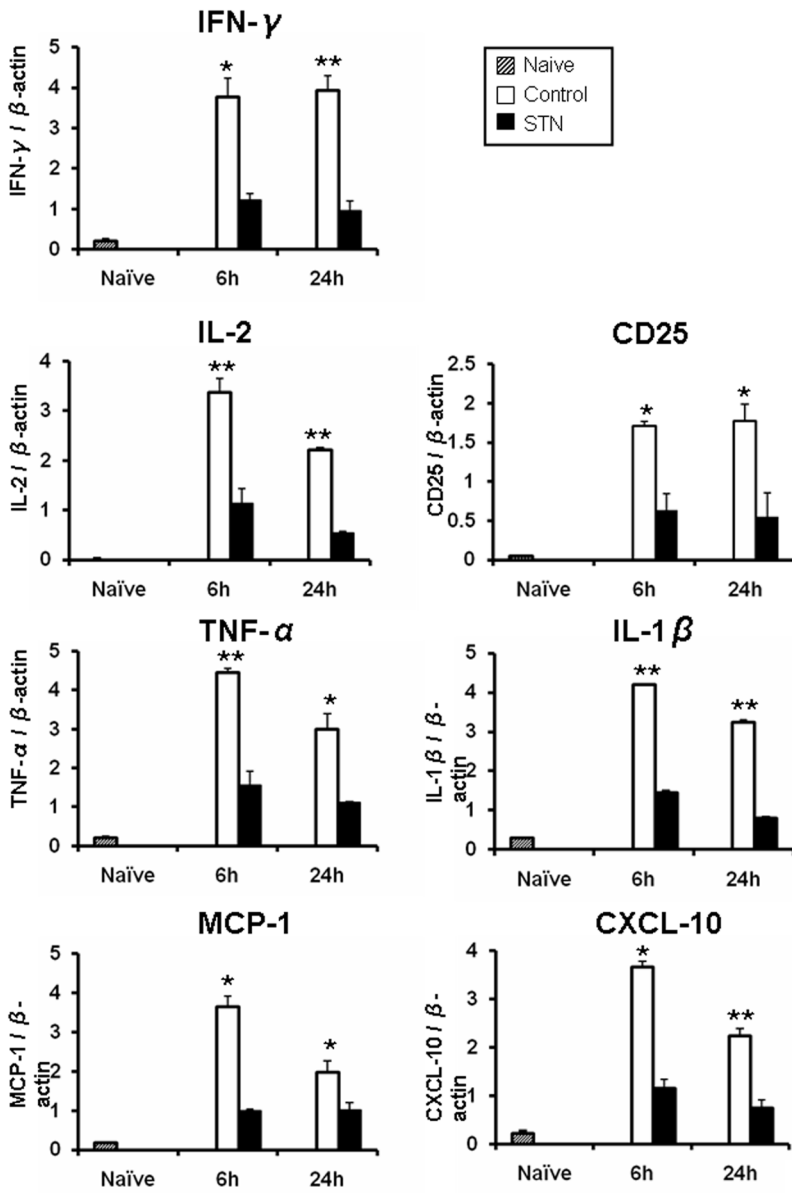 IFN-γ
IFN-γ / β-actin
5
4
3
2
1
0
*
**
Naïve
6h
24h
Naive
Control
STN
IL-2
IL-2 / β-actin
4
3
2
1
0
**
**
Naïve
6h
24h
CD25
CD25 / β-actin
2.5
2
1.5
1
0.5
0
*
*
Naïve
6h
24h
TNF-α
TNF-α / β-actin
5
4
3
2
1
0
**
*
Naïve
6h
24h
IL-1β
IL-1β / β-
actin
5
4
3
2
1
0
**
**
Naïve
6h
24h
MCP-1
MCP-1 / β-
actin
5
4
3
2
1
0
*
*
Naïve
6h
24h
CXCL-10
CXCL-10 / β-
actin
4
3
2
1
0
*
**
Naïve
6h
24h